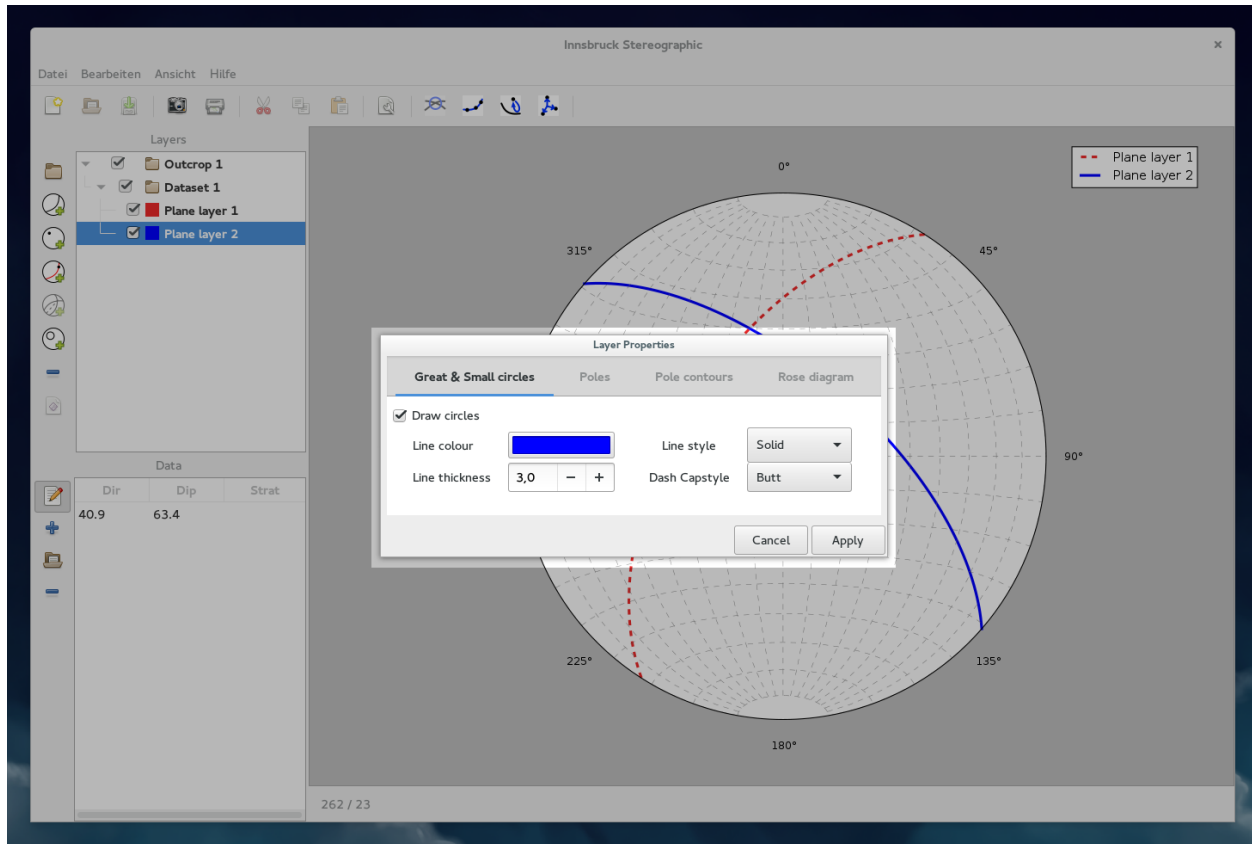 Innsbruck Stereographic ×
Datei Bearbeiten Ansicht Hilfe
Layers
Outcrop 1
Dataset 1
Plane layer 1
Plane layer 2
Data
Dir Dip Strat
40.9 63.4
Plane layer 1
Plane layer 2
0°
315° 45°
90°
225° 135°
180°
Layer Properties
Great & Small circles Poles Pole contours Rose diagram
Draw circles
Line colour Line style Solid
Line thickness 3,0 − + Dash Capstyle Butt
Cancel Apply
262 / 23